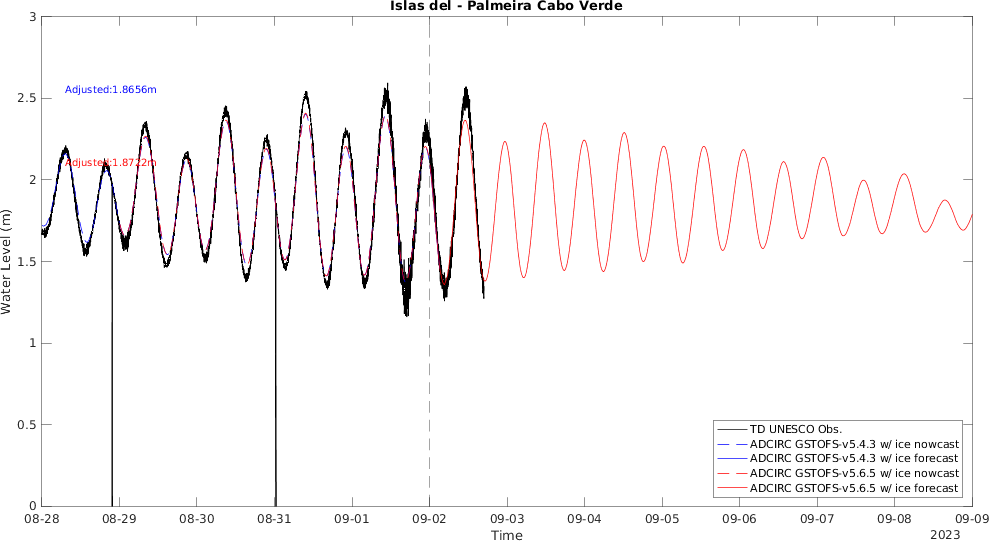 Islas del - Palmeira Cabo Verde
3
2.5
2
1.5
1
0.5
0
Water Level (m)
Adjusted:1.8656m
Adjusted:1.8722m
TD UNESCO Obs.
ADCIRC GSTOFS-v5.4.3 w/ ice nowcast
ADCIRC GSTOFS-v5.4.3 w/ ice forecast
ADCIRC GSTOFS-v5.6.5 w/ ice nowcast
ADCIRC GSTOFS-v5.6.5 w/ ice forecast
08-28 08-29 08-30 08-31 09-01 09-02 09-03 09-04 09-05 09-06 09-07 09-08 09-09
Time
2023